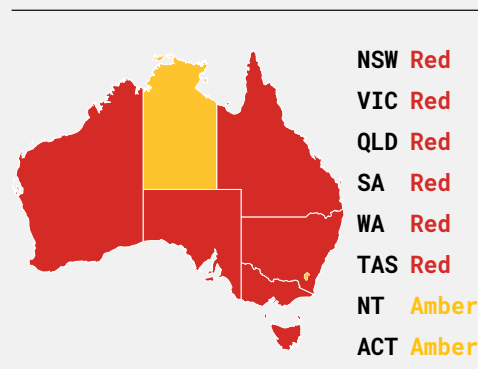 NSW Red
VIC Red
QLD Red
SA Red
WA Red
TAS Red
NT Amber
ACT Amber